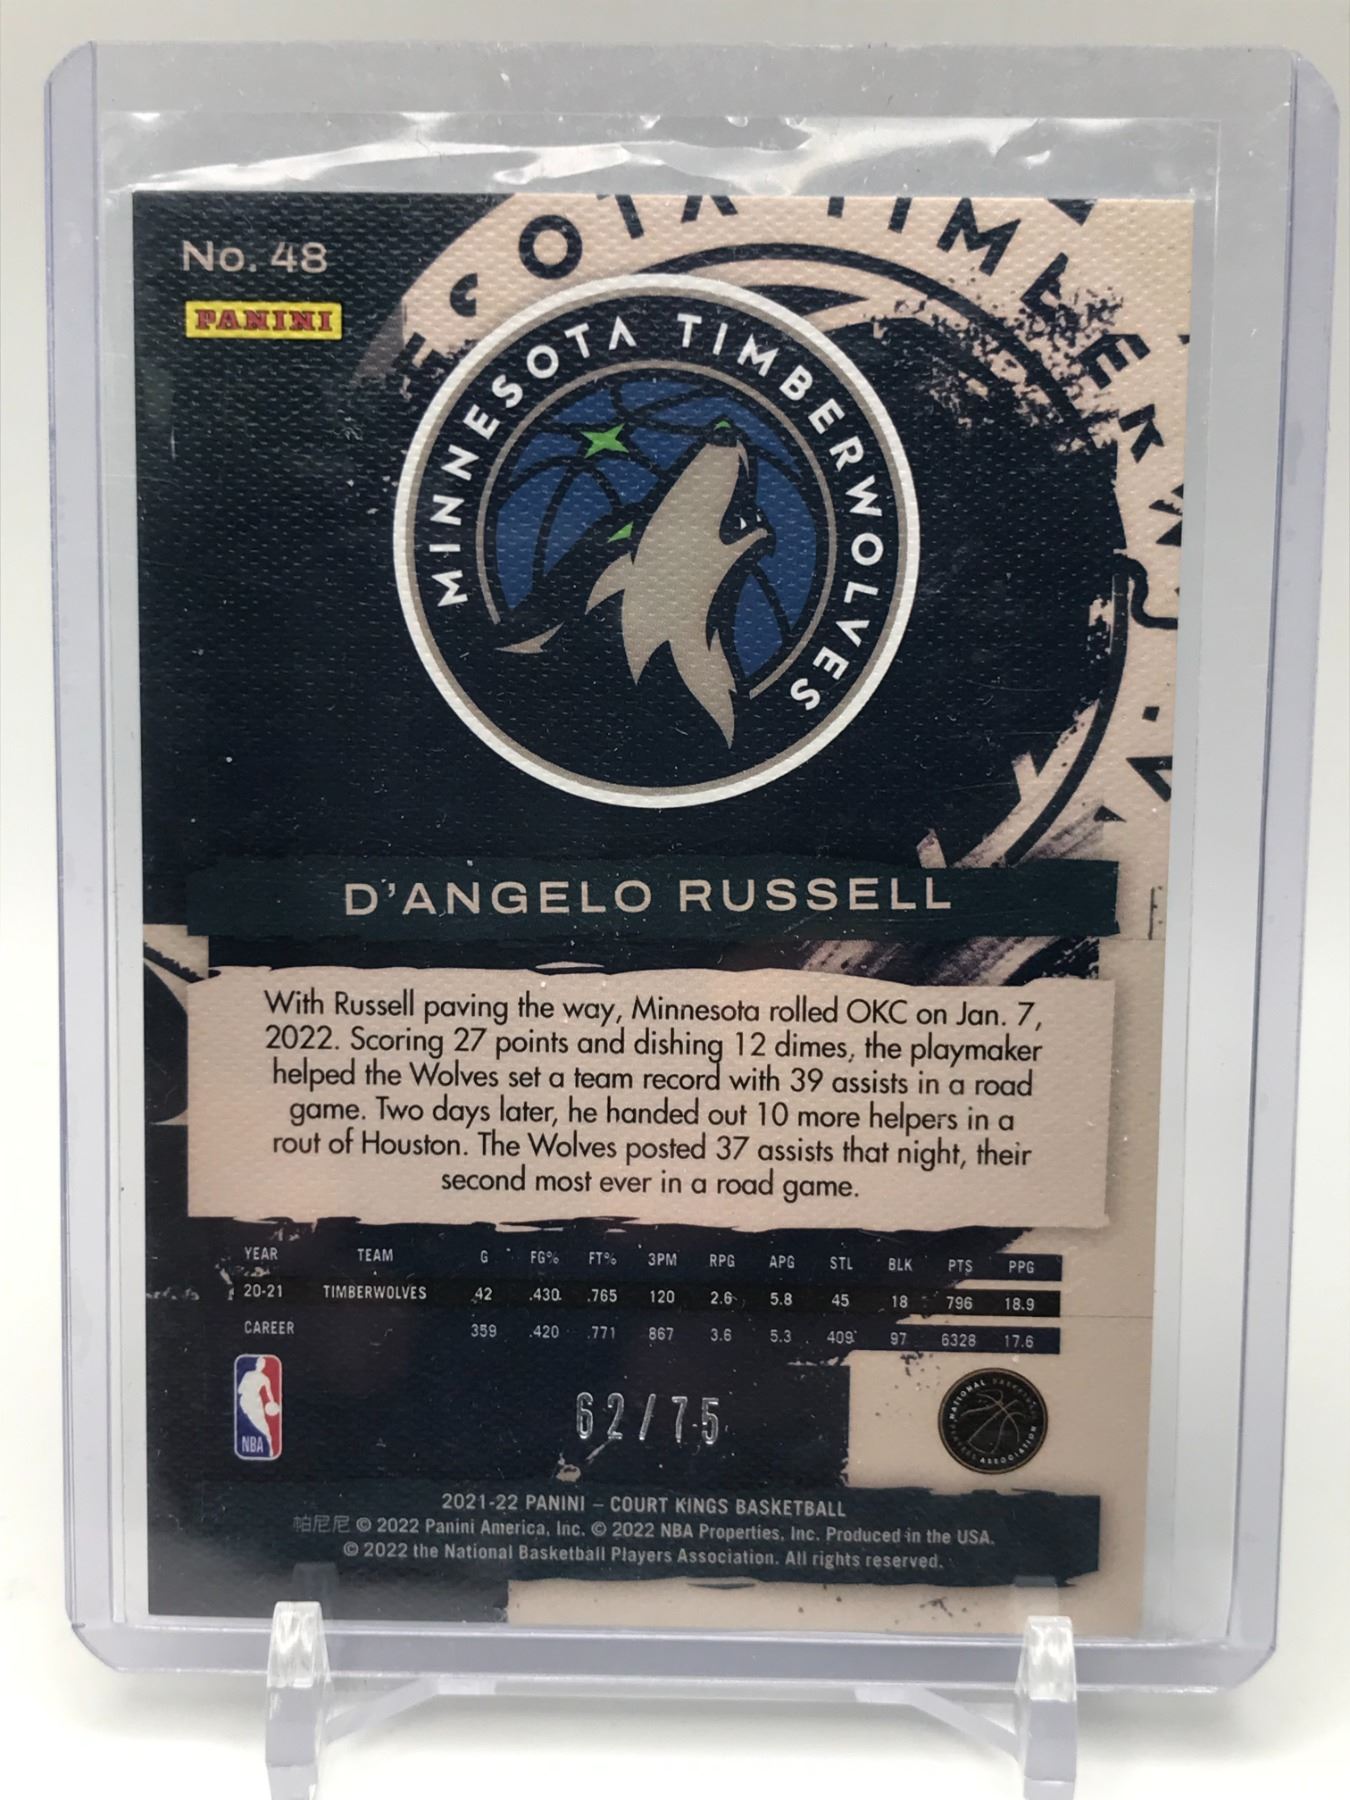 No. 48
PANINI
MINNESOTA TIMBERWOLVES
D'ANGELO RUSSELL
With Russell paving the way, Minnesota rolled OKC on Jan. 7,
2022. Scoring 27 points and dishing 12 dimes, the playmaker
helped the Wolves set a team record with 39 assists in a road
game. Two days later, he handed out 10 more helpers in a
rout of Houston. The Wolves posted 37 assists that night, their
second most ever in a road game.
YEAR TEAM G FG% FT% 3PM RPG APG STL BLK PTS PPG
20-21 TIMBERWOLVES 42 .430 .765 120 2.6 5.8 45 18 796 18.9
CAREER 359 .420 .771 867 3.6 5.3 409 97 6328 17.6
NBA
62/75
NATIONAL BASKETBALL PLAYERS ASSOCIATION
2021-22 PANINI – COURT KINGS BASKETBALL
帕尼尼 © 2022 Panini America, Inc. © 2022 NBA Properties, Inc. Produced in the USA.
© 2022 the National Basketball Players Association. All rights reserved.